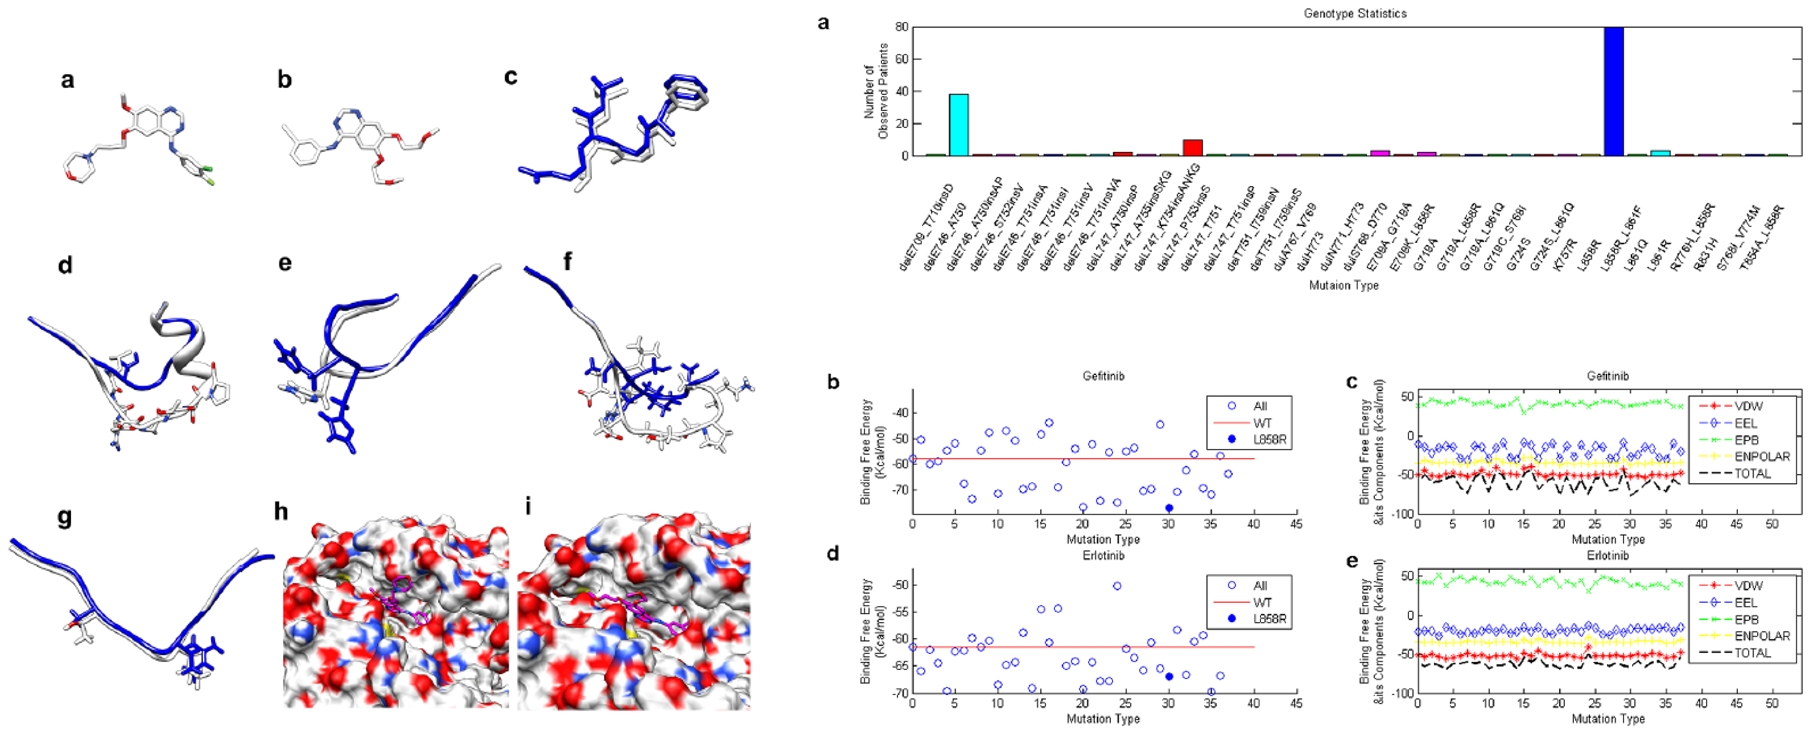 a
b
c
d
e
f
g
h
i
a
Genotype Statistics
Number of
Observed Patients
80
60
40
20
0
delE709_T710insD
delE746_A750
delE746_A750insAP
delE746_S752insV
delE746_T751insA
delE746_T751insI
delE746_T751insV
delE746_T751insVA
delL747_A750insP
delL747_A755insSKG
delL747_K754insANKG
delL747_P753insS
delL747_T751
delL747_T751insP
delT751_I759insN
delT751_I759insS
dulA767_V769
dulH773
dulN771_H773
dulS768_D770
E709A_G719A
E709K_L858R
G719A
G719A_L858R
G719A_L861Q
G719C_S768I
G724S
G724S_L861Q
K757R
L858R
L858R_L861F
L861Q
L861R
R776H_L858R
R831H
S768I_V774M
T854A_L858R
Mutaion Type
b
Gefitinib
Binding Free Energy
(Kcal/mol)
-40
-50
-60
-70
0 5 10 15 20 25 30 35 40 45
Mutation Type
All
WT
L858R
c
Gefitinib
Binding Free Energy
&its Components (Kcal/mol)
50
0
-50
-100
0 5 10 15 20 25 30 35 40 45 50
Mutation Type
VDW
EEL
EPB
ENPOLAR
TOTAL
d
Erlotinib
Binding Free Energy
(Kcal/mol)
-50
-55
-60
-65
-70
0 5 10 15 20 25 30 35 40 45
Mutation Type
All
WT
L858R
e
Erlotinib
Binding Free Energy
&its Components (Kcal/mol)
50
0
-50
-100
0 5 10 15 20 25 30 35 40 45 50
Mutation Type
VDW
EEL
EPB
ENPOLAR
TOTAL